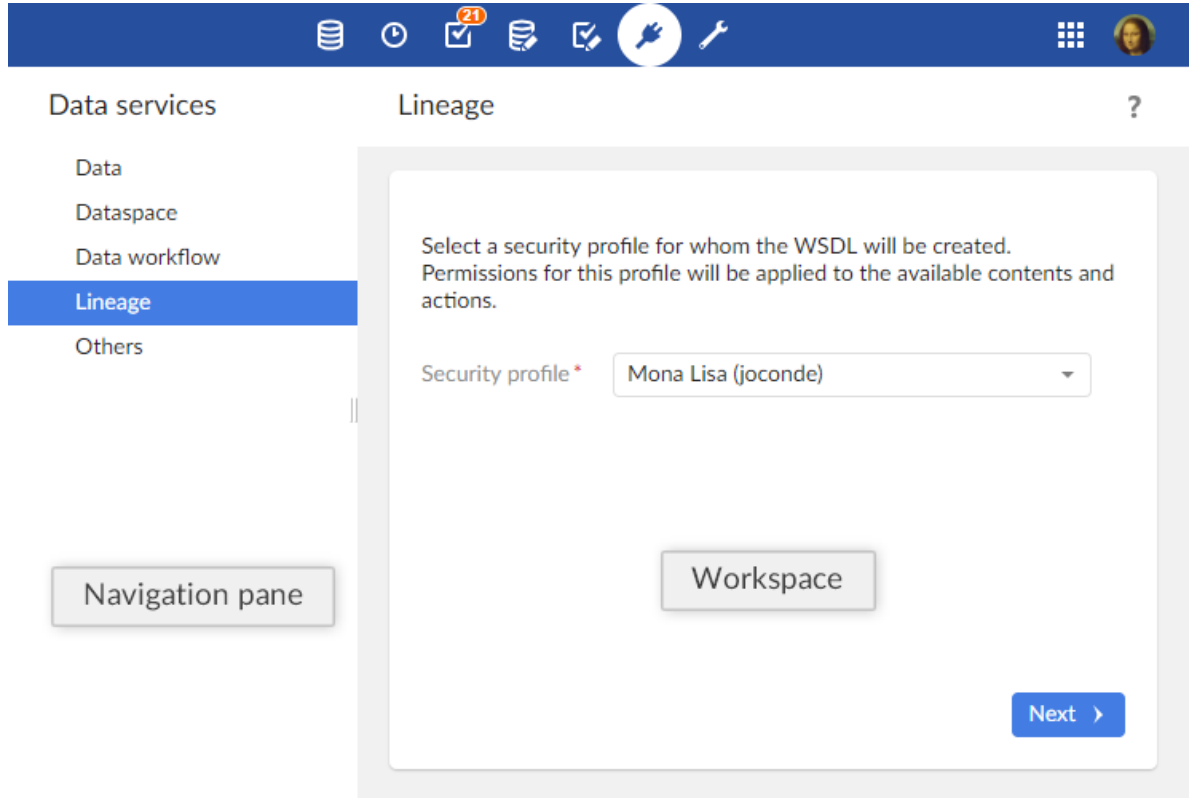 21
Data services
Lineage
?
Data
Dataspace
Data workflow
Lineage
Others
Select a security profile for whom the WSDL will be created.
Permissions for this profile will be applied to the available contents and
actions.
Security profile*
Mona Lisa (joconde)
Navigation pane
Workspace
Next